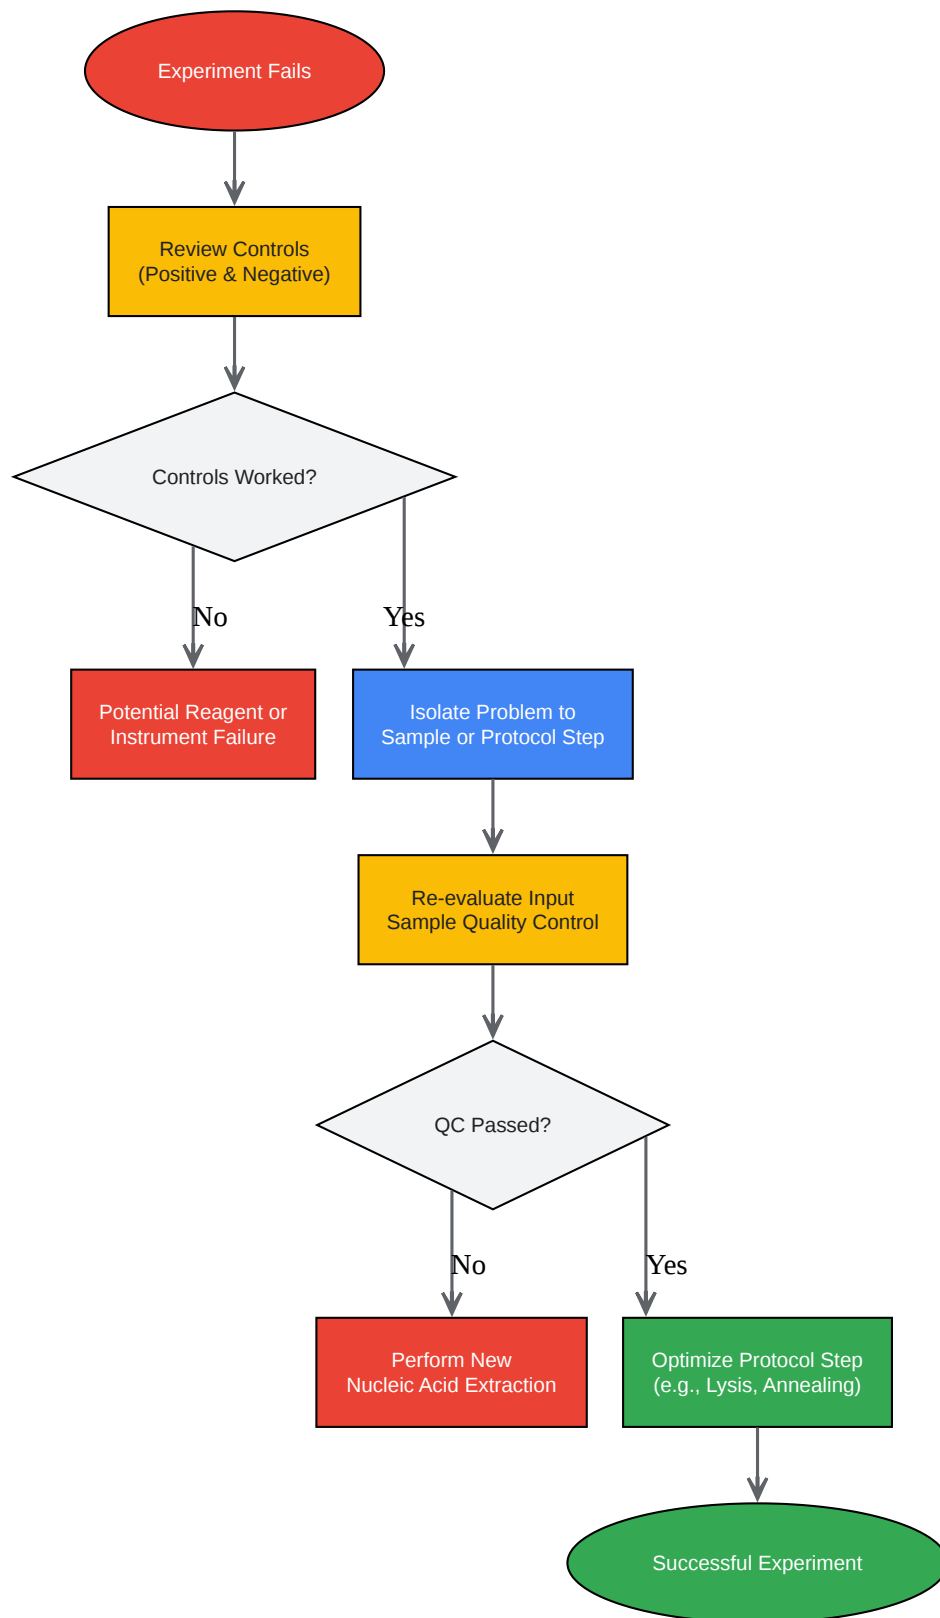 Experiment Fails
Review Controls
(Positive & Negative)
Controls Worked?
No
Yes
Potential Reagent or
Instrument Failure
Isolate Problem to
Sample or Protocol Step
Re-evaluate Input
Sample Quality Control
QC Passed?
No
Yes
Perform New
Nucleic Acid Extraction
Optimize Protocol Step
(e.g., Lysis, Annealing)
Successful Experiment